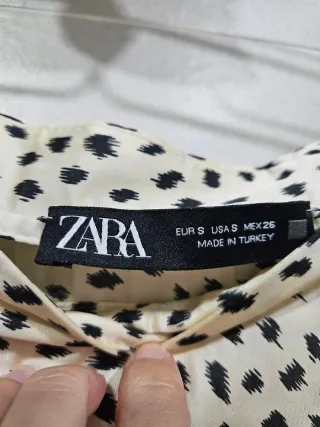 ZARA
EUR S USA S MEX 26
MADE IN TURKEY